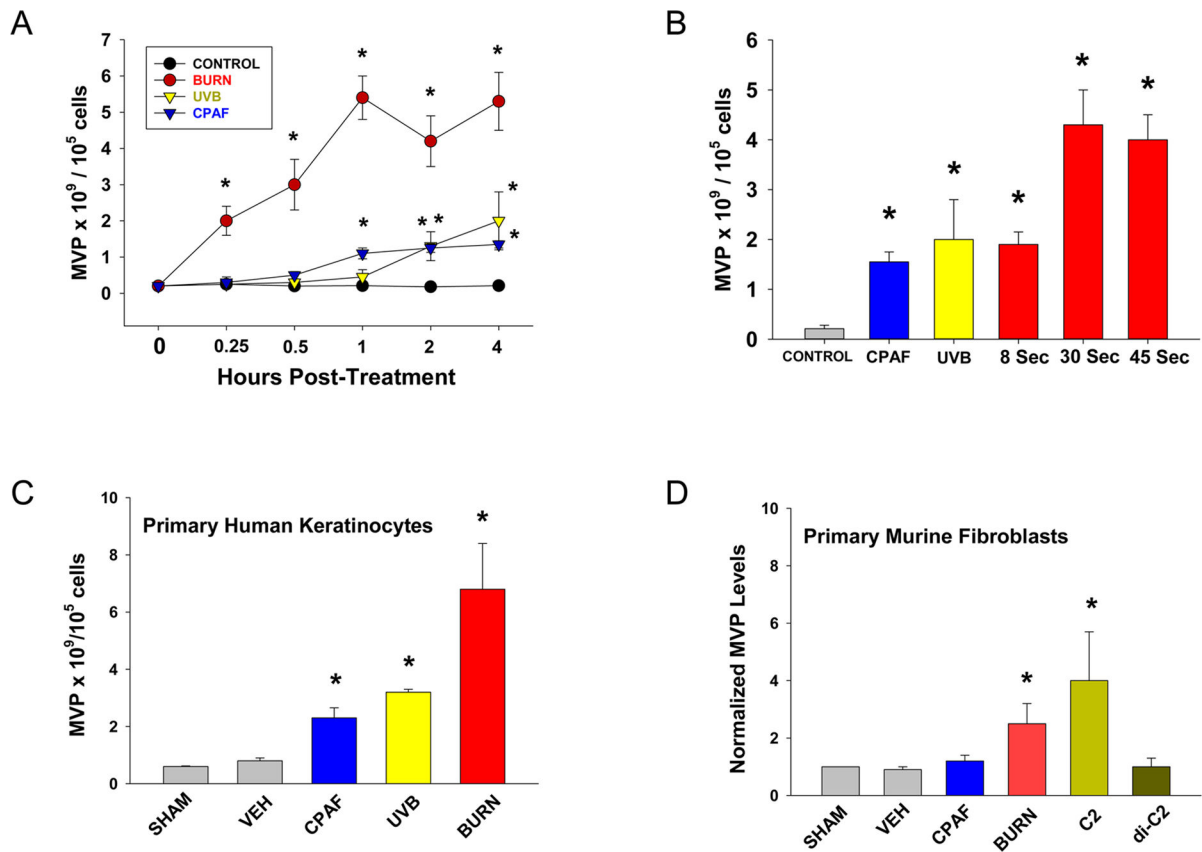 A
MVP x 10⁹ / 10⁵ cells
7
6
5
4
3
2
1
0
CONTROL
BURN
UVB
CPAF
* * * * *
* * * * *
0 0.25 0.5 1 2 4
Hours Post-Treatment
B
MVP x 10⁹ / 10⁵ cells
6
5
4
3
2
1
0
* * * * *
CONTROL CPAF UVB 8 Sec 30 Sec 45 Sec
C
MVP x 10⁹/10⁵ cells
10
8
6
4
2
0
Primary Human Keratinocytes
* * *
SHAM VEH CPAF UVB BURN
D
Normalized MVP Levels
10
8
6
4
2
0
Primary Murine Fibroblasts
* *
SHAM VEH CPAF BURN C2 di-C2